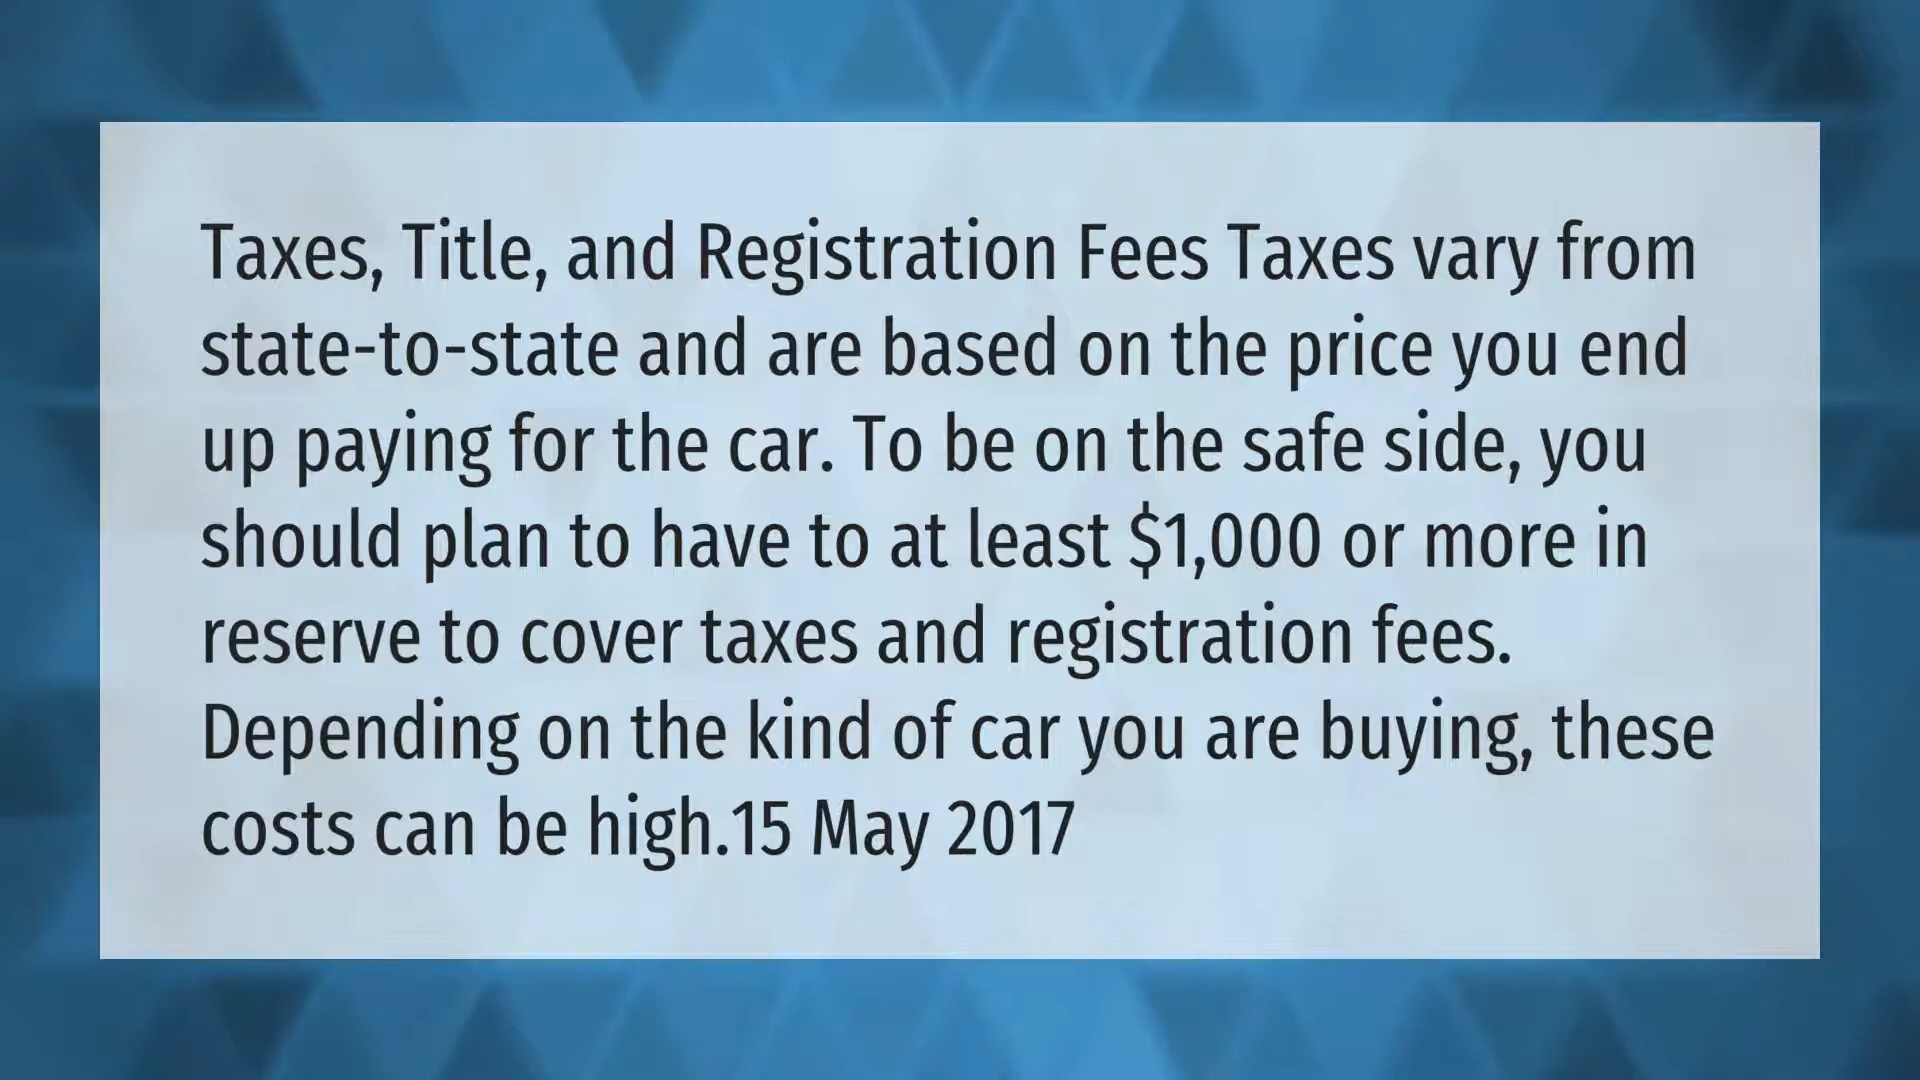 Taxes, Title, and Registration Fees Taxes vary from
state-to-state and are based on the price you end
up paying for the car. To be on the safe side, you
should plan to have to at least $1,000 or more in
reserve to cover taxes and registration fees.
Depending on the kind of car you are buying, these
costs can be high.15 May 2017